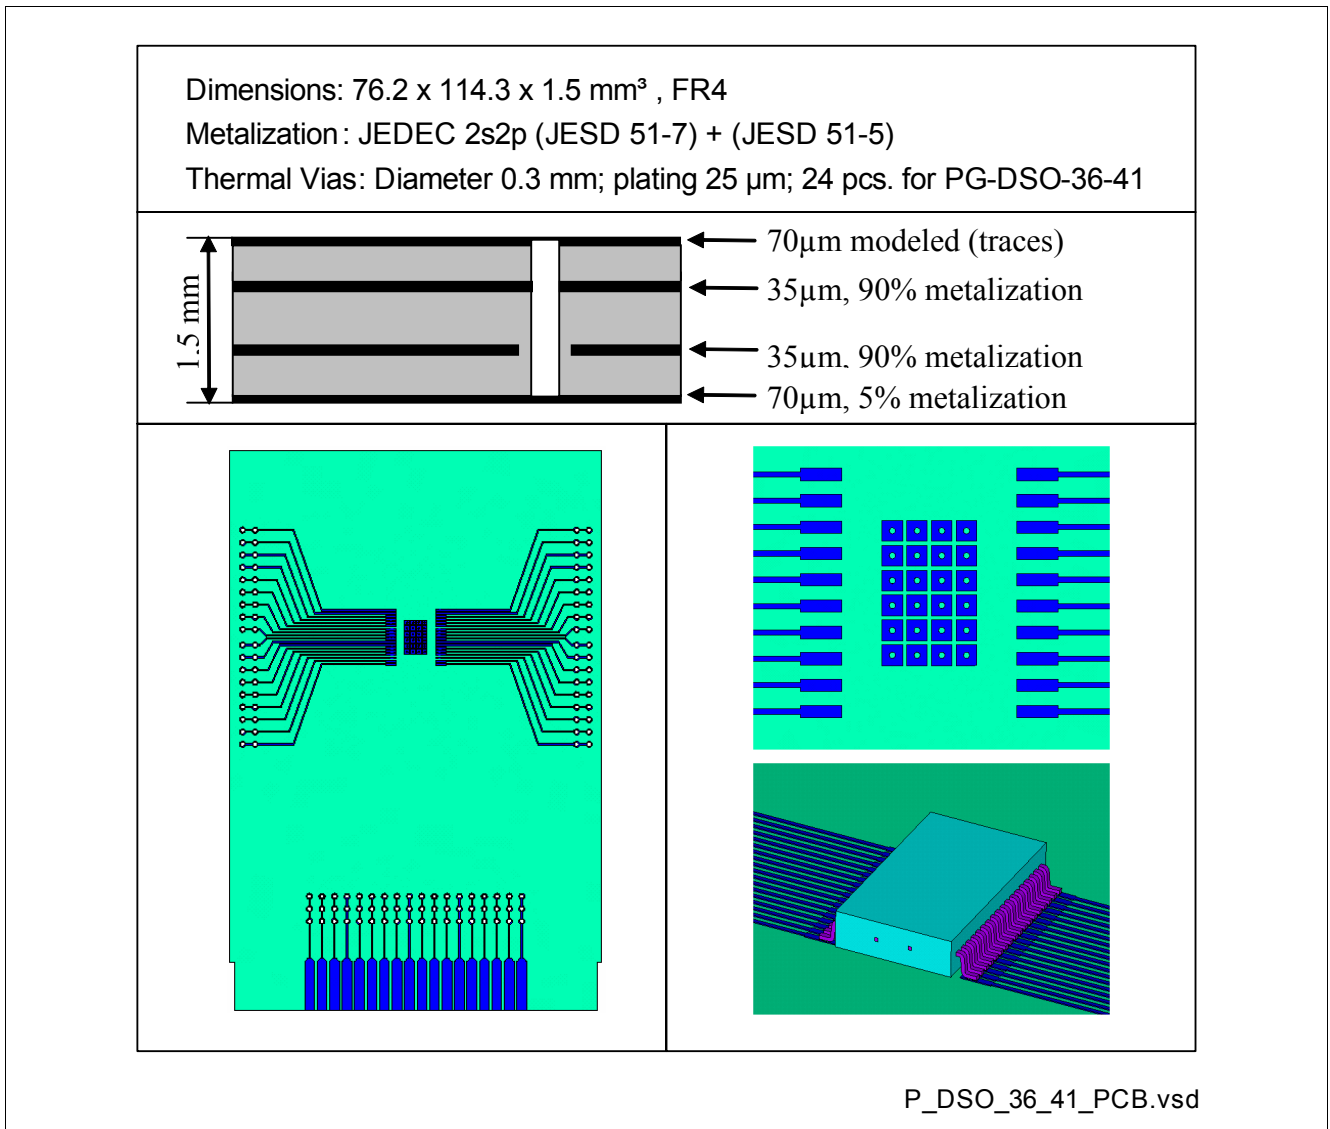 Dimensions: 76.2 x 114.3 x 1.5 mm³ , FR4
Metalization : JEDEC 2s2p (JESD 51-7) + (JESD 51-5)
Thermal Vias: Diameter 0.3 mm; plating 25 µm; 24 pcs. for PG-DSO-36-41
1.5 mm
70µm modeled (traces)
35µm, 90% metalization
35µm, 90% metalization
70µm, 5% metalization
P_DSO_36_41_PCB.vsd